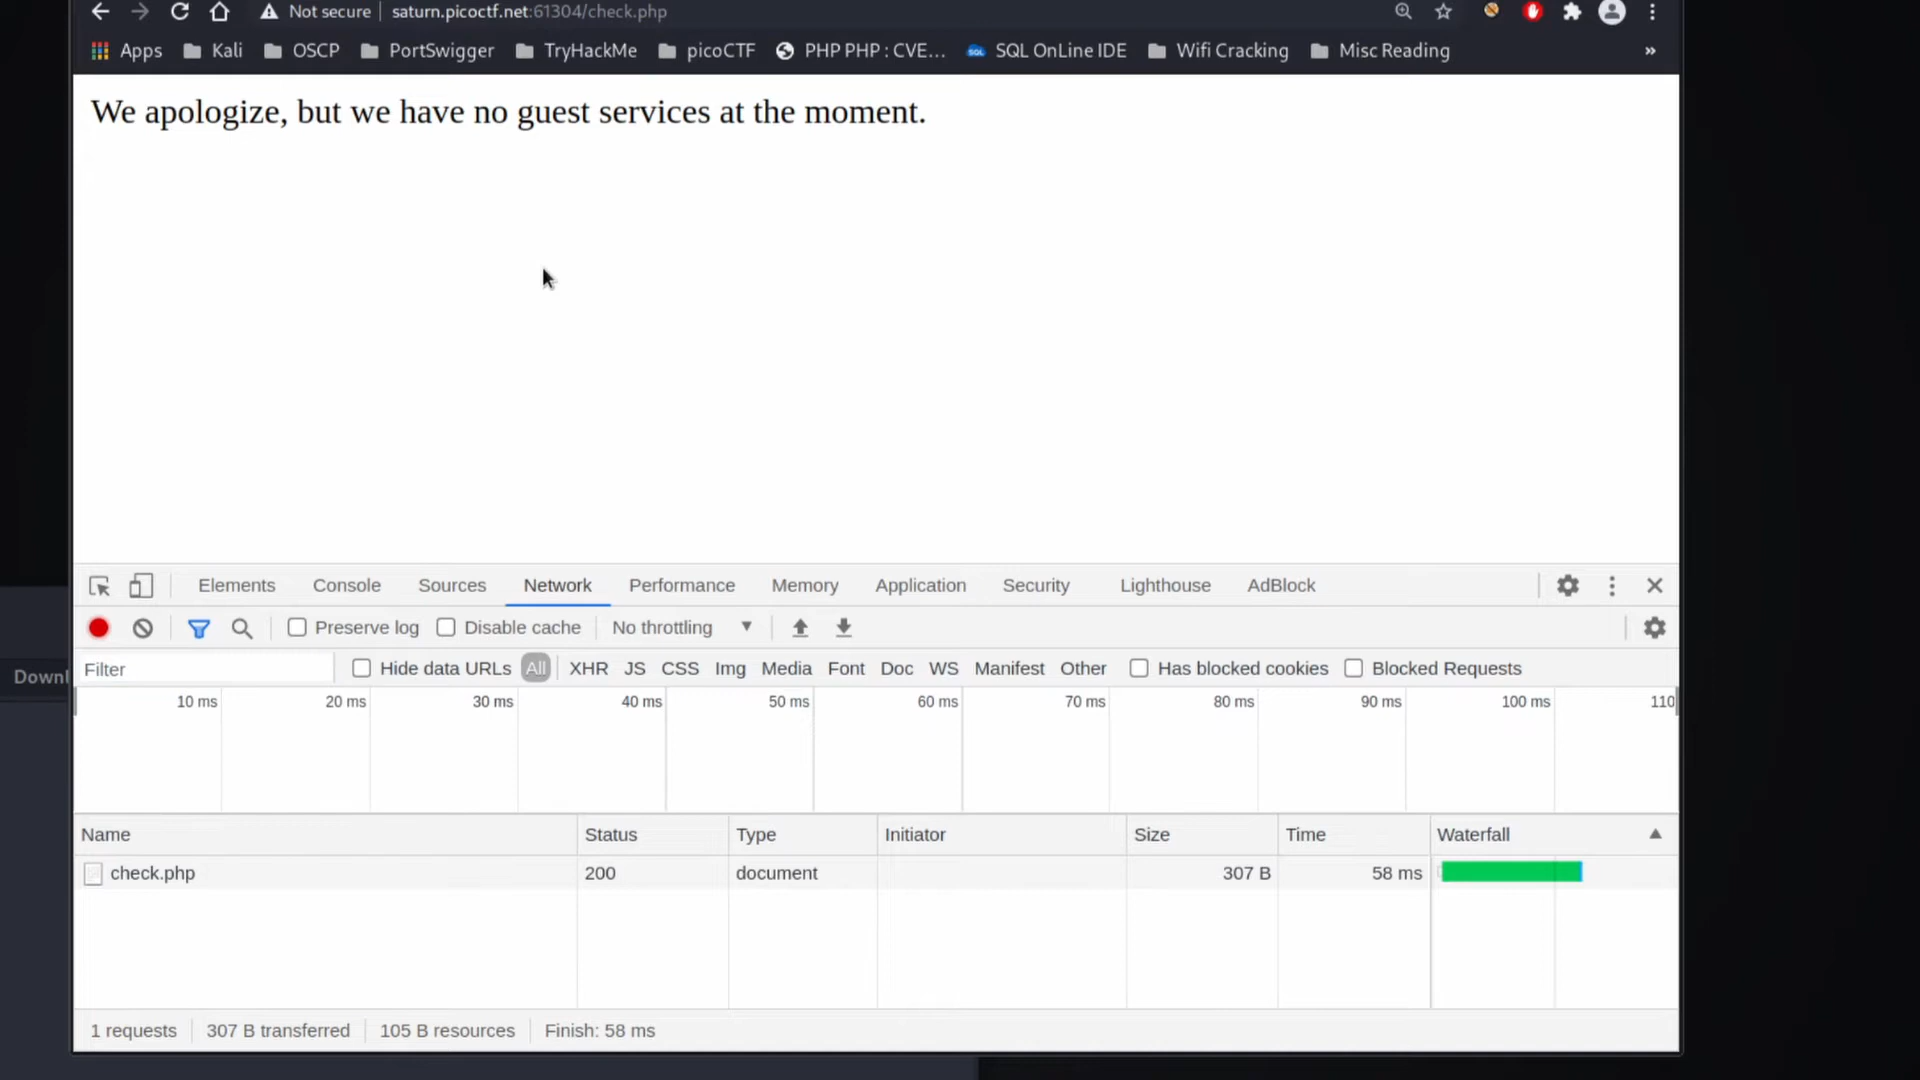 Not secure saturn.picoctf.net:61304/check.php
Apps Kali OSCP PortSwigger TryHackMe picoCTF PHP PHP : CVE... SQL SQL OnLine IDE Wifi Cracking Misc Reading »
We apologize, but we have no guest services at the moment.
Elements Console Sources Network Performance Memory Application Security Lighthouse AdBlock
Preserve log Disable cache No throttling
Filter Hide data URLs All XHR JS CSS Img Media Font Doc WS Manifest Other Has blocked cookies Blocked Requests
Downl
10 ms 20 ms 30 ms 40 ms 50 ms 60 ms 70 ms 80 ms 90 ms 100 ms 110
Name Status Type Initiator Size Time Waterfall
check.php 200 document 307 B 58 ms
1 requests 307 B transferred 105 B resources Finish: 58 ms